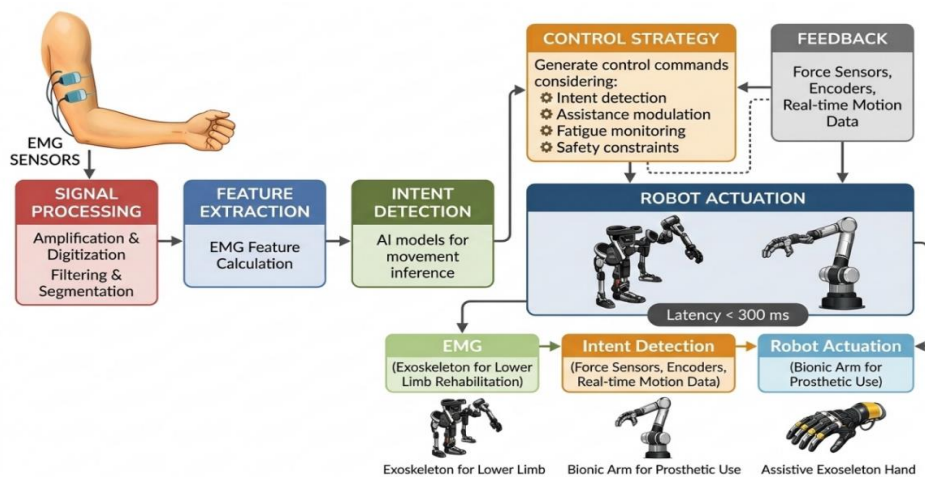 EMG
SENSORS
SIGNAL
PROCESSING
Amplification &
Digitization
Filtering &
Segmentation
FEATURE
EXTRACTION
EMG Feature
Calculation
INTENT
DETECTION
AI models for
movement
inference
CONTROL STRATEGY
Generate control commands
considering:
Intent detection
Assistance modulation
Fatigue monitoring
Safety constraints
FEEDBACK
Force Sensors,
Encoders,
Real-time Motion
Data
ROBOT ACTUATION
Latency < 300 ms
EMG
(Exoskeleton for Lower
Limb Rehabilitation)
Intent Detection
(Force Sensors, Encoders,
Real-time Motion Data)
Robot Actuation
(Bionic Arm for
Prosthetic Use)
Exoskeleton for Lower Limb
Bionic Arm for Prosthetic Use
Assistive Exoseleton Hand